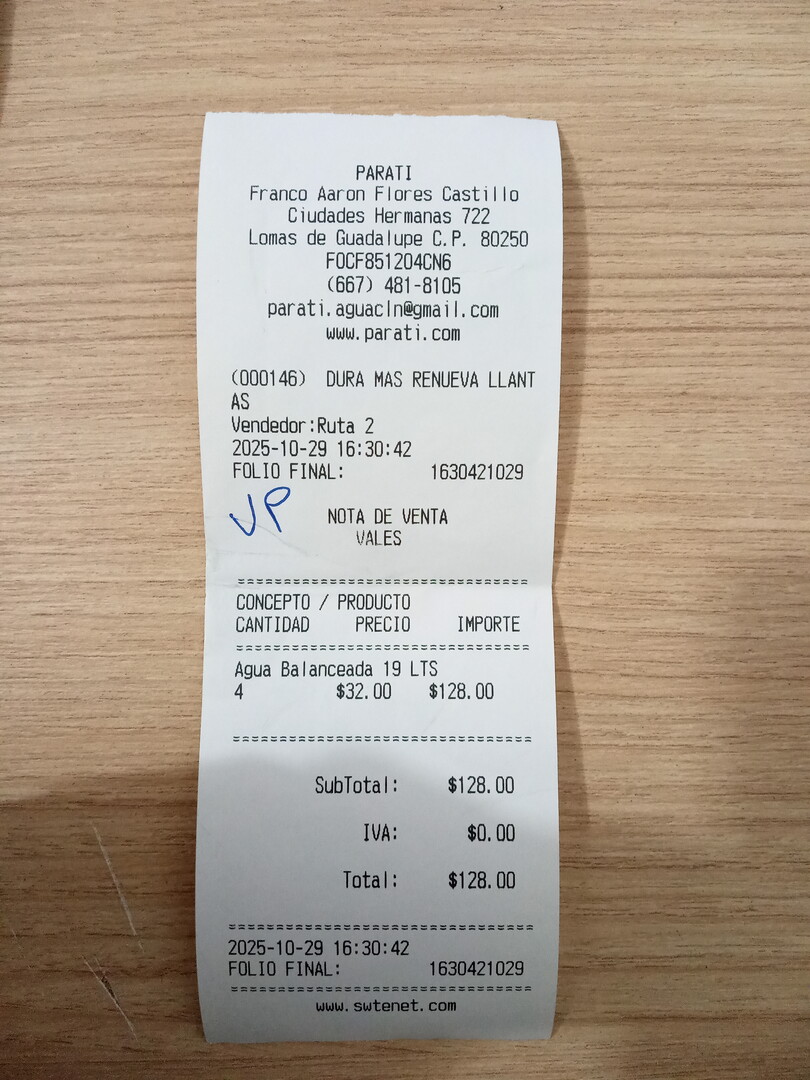 PARATI
Franco Aaron Flores Castillo
Ciudades Hermanas 722
Lomas de Guadalupe C.P. 80250
FOCF851204CN6
(667) 481-8105
parati.aguacln@gmail.com
www.parati.com
(000146) DURA MAS RENUEVA LLANT
AS
Vendedor:Ruta 2
2025-10-29 16:30:42
FOLIO FINAL: 1630421029
VP
NOTA DE VENTA
VALES
================================
CONCEPTO / PRODUCTO
CANTIDAD PRECIO IMPORTE
================================
Agua Balanceada 19 LTS
4 $32.00 $128.00
================================
SubTotal: $128.00
IVA: $0.00
Total: $128.00
================================
2025-10-29 16:30:42
FOLIO FINAL: 1630421029
================================
www.swtenet.com